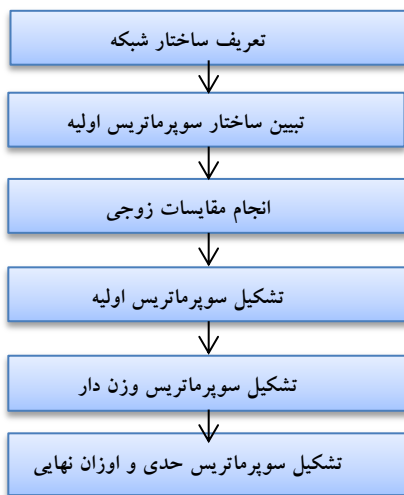 تعریف ساختار شبکه
تبیین ساختار سوپرماتریس اولیه
انجام مقایسات زوجی
تشکیل سوپرماتریس اولیه
تشکیل سوپرماتریس وزن دار
تشکیل سوپرماتریس حدی و اوزان نهایی